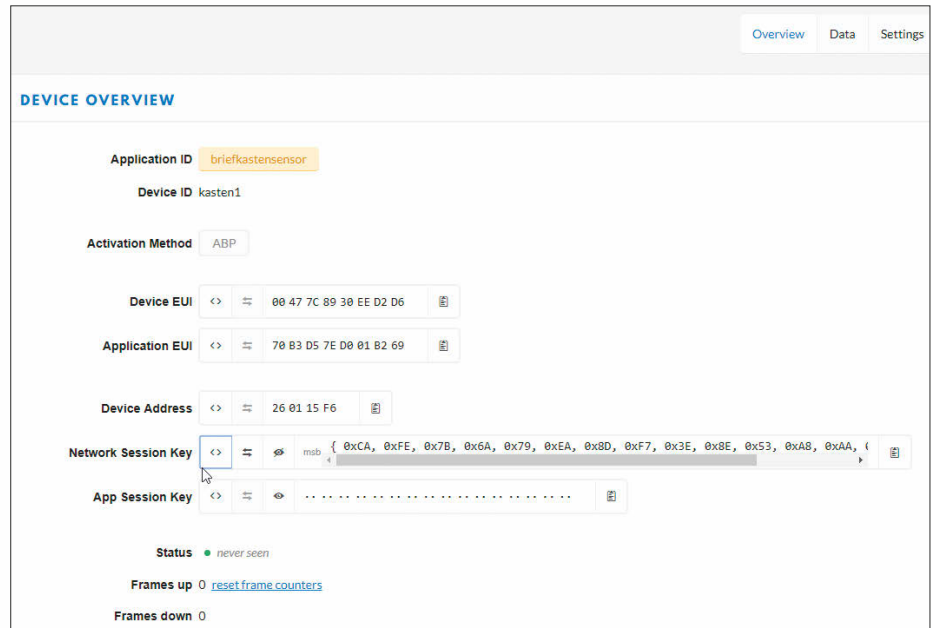 Overview Data Settings
DEVICE OVERVIEW
Application ID briefkastensensor
Device ID kasten1
Activation Method ABP
Device EUI <> 00 47 7C 89 30 EE D2 D6
Application EUI <> 70 B3 D5 7E D0 01 B2 69
Device Address <> 26 01 15 F6
Network Session Key <> msb { 0xCA, 0xFE, 0x7B, 0x6A, 0x79, 0xEA, 0x8D, 0xF7, 0x3E, 0x8E, 0x53, 0xA8, 0xAA,
App Session Key <> .. .. .. .. .. .. .. .. .. .. .. .. .. .. .. ..
Status never seen
Frames up 0 reset frame counters
Frames down 0